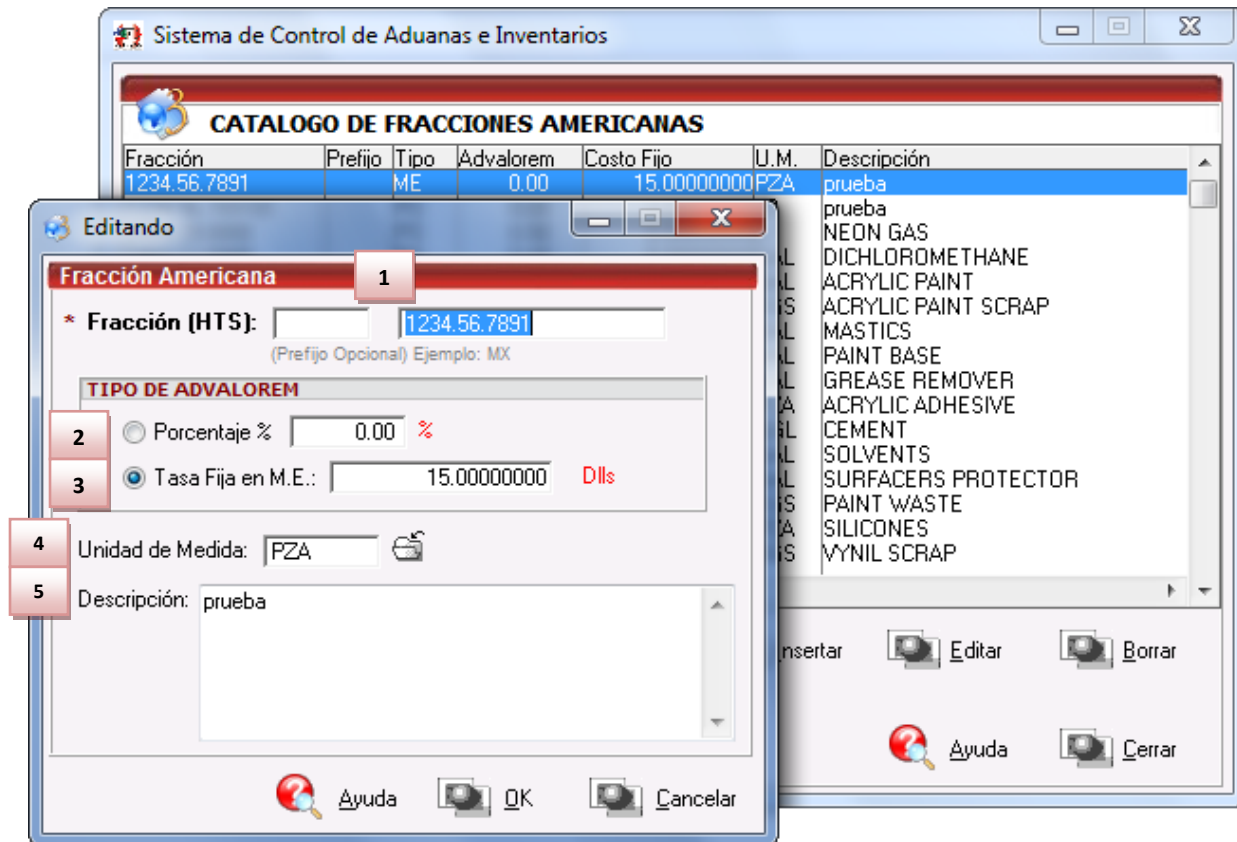 Sistema de Control de Aduanas e Inventarios
CATALOGO DE FRACCIONES AMERICANAS
Fracción Prefijo Tipo Advalorem Costo Fijo U.M. Descripción
1234.56.7891 ME 0.00 15.00000000 PZA prueba
prueba
NEON GAS
DICHLOROMETHANE
ACRYLIC PAINT
ACRYLIC PAINT SCRAP
MASTICS
PAINT BASE
GREASE REMOVER
ACRYLIC ADHESIVE
CEMENT
SOLVENTS
SURFACERS PROTECTOR
PAINT WASTE
SILICONES
VYNIL SCRAP
Editar Borrar
Ayuda Cerrar
Editando
Fracción Americana
1
* Fracción (HTS): 1234.56.7891
(Prefijo Opcional) Ejemplo: MX
TIPO DE ADVALOREM
2 Porcentaje % 0.00 %
3 Tasa Fija en M.E.: 15.00000000 Dlls
4 Unidad de Medida: PZA
5 Descripción: prueba
Ayuda OK Cancelar